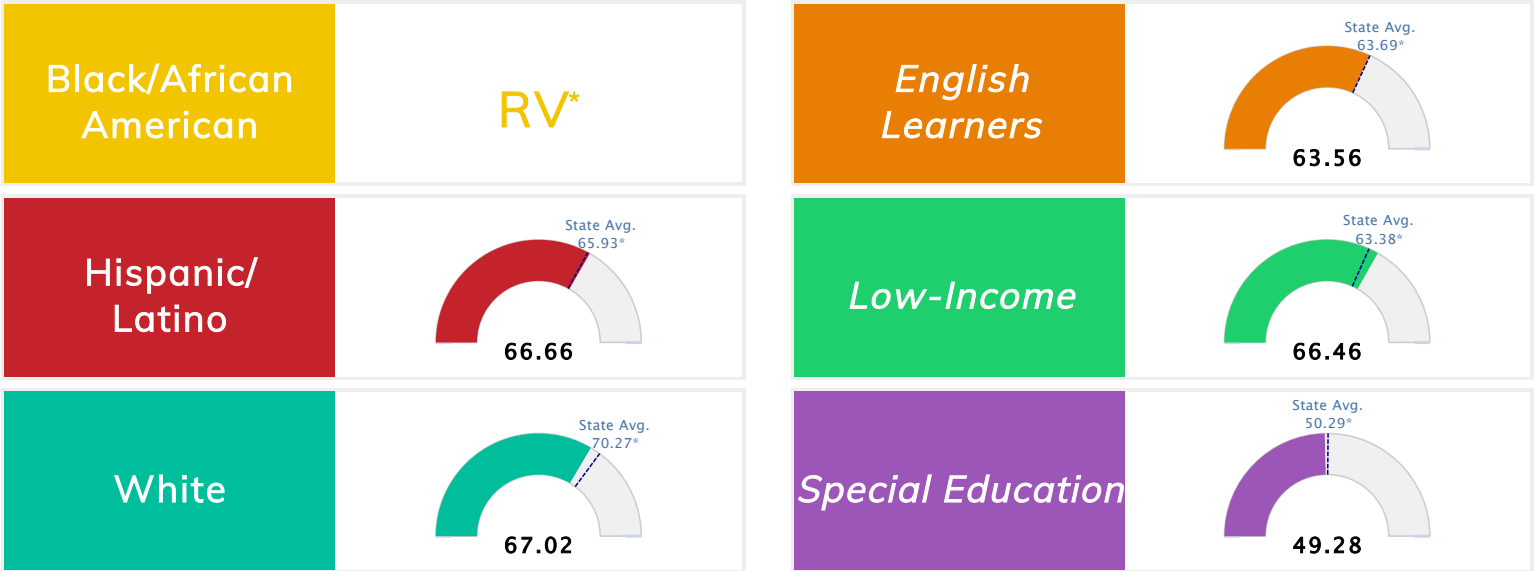 Black/African
American
RV*
Hispanic/
Latino
State Avg.
65.93*
66.66
White
State Avg.
70.27*
67.02
English
Learners
State Avg.
63.69*
63.56
Low-Income
State Avg.
63.38*
66.46
Special Education
State Avg.
50.29*
49.28